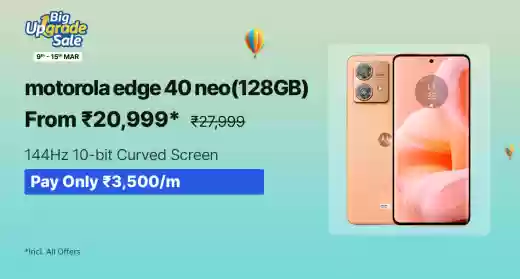 Big
Upgrade
Sale
9th - 15th MAR
motorola edge 40 neo(128GB)
From ₹20,999* ₹27,999
144Hz 10-bit Curved Screen
Pay Only ₹3,500/m
*Incl. All Offers